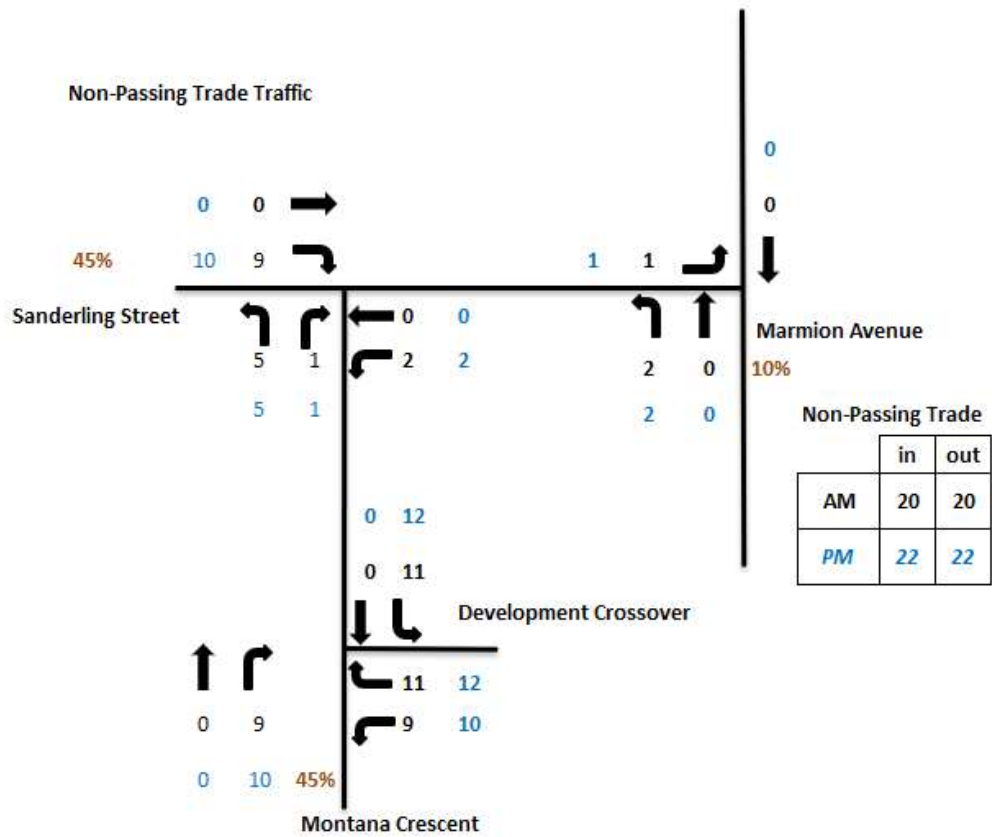 Non-Passing Trade Traffic
0
0 0
0
45% 10 9
1 1
Sanderling Street
0 0
Marmion Avenue
5 1
2 2
2 0 10%
5 1
2 0
Non-Passing Trade
in out
AM 20 20
PM 22 22
0 12
0 11
Development Crossover
11 12
0 9
9 10
0 10 45%
Montana Crescent